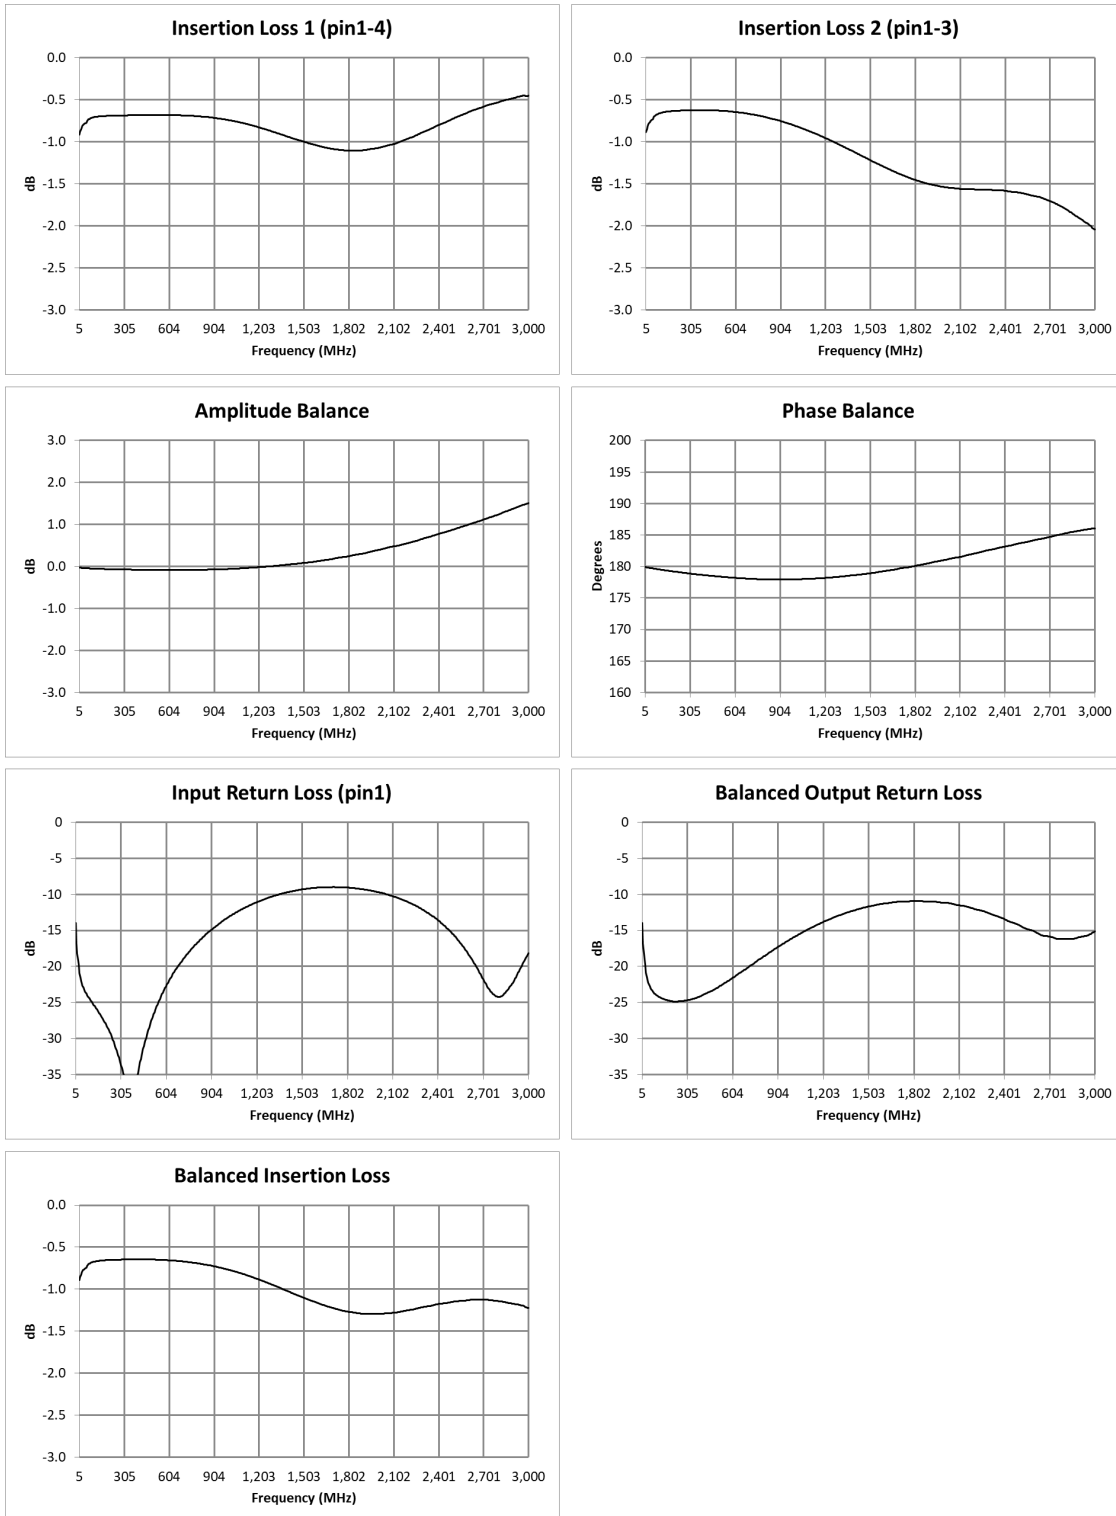 Insertion Loss 1 (pin1-4)
0.0
-0.5
-1.0
-1.5
-2.0
-2.5
-3.0
dB
5 305 604 904 1,203 1,503 1,802 2,102 2,401 2,701 3,000
Frequency (MHz)
Insertion Loss 2 (pin1-3)
0.0
-0.5
-1.0
-1.5
-2.0
-2.5
-3.0
dB
5 305 604 904 1,203 1,503 1,802 2,102 2,401 2,701 3,000
Frequency (MHz)
Amplitude Balance
3.0
2.0
1.0
0.0
-1.0
-2.0
-3.0
dB
5 305 604 904 1,203 1,503 1,802 2,102 2,401 2,701 3,000
Frequency (MHz)
Phase Balance
200
195
190
185
180
175
170
165
160
Degrees
5 305 604 904 1,203 1,503 1,802 2,102 2,401 2,701 3,000
Frequency (MHz)
Input Return Loss (pin1)
0
-5
-10
-15
-20
-25
-30
-35
dB
5 305 604 904 1,203 1,503 1,802 2,102 2,401 2,701 3,000
Frequency (MHz)
Balanced Output Return Loss
0
-5
-10
-15
-20
-25
-30
-35
dB
5 305 604 904 1,203 1,503 1,802 2,102 2,401 2,701 3,000
Frequency (MHz)
Balanced Insertion Loss
0.0
-0.5
-1.0
-1.5
-2.0
-2.5
-3.0
dB
5 305 604 904 1,203 1,503 1,802 2,102 2,401 2,701 3,000
Frequency (MHz)